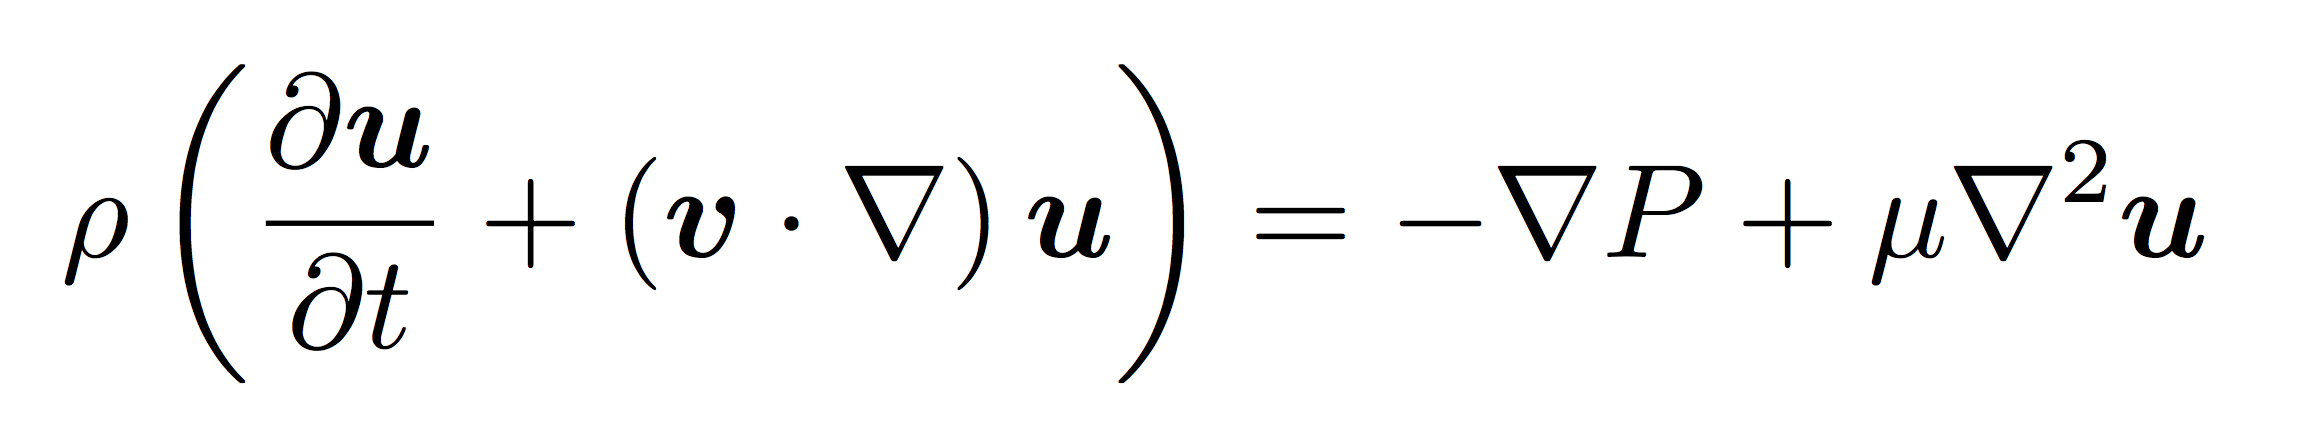 ρ(∂u/∂t + (v · ∇) u) = −∇P + μ∇²u